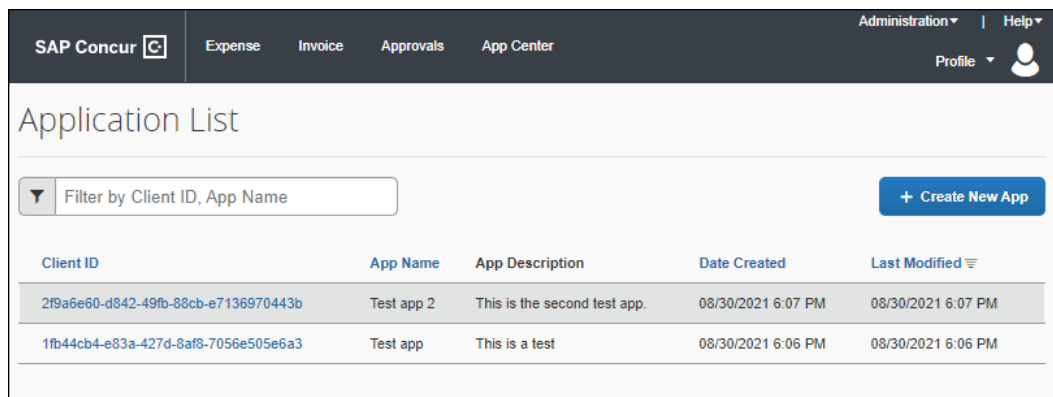 Administration | Help
SAP Concur C Expense Invoice Approvals App Center
Profile
Application List
Filter by Client ID, App Name
+ Create New App
Client ID App Name App Description Date Created Last Modified
2f9a6e60-d842-49fb-88cb-e7136970443b Test app 2 This is the second test app. 08/30/2021 6:07 PM 08/30/2021 6:07 PM
1fb44cb4-e83a-427d-8af8-7056e505e6a3 Test app This is a test 08/30/2021 6:06 PM 08/30/2021 6:06 PM